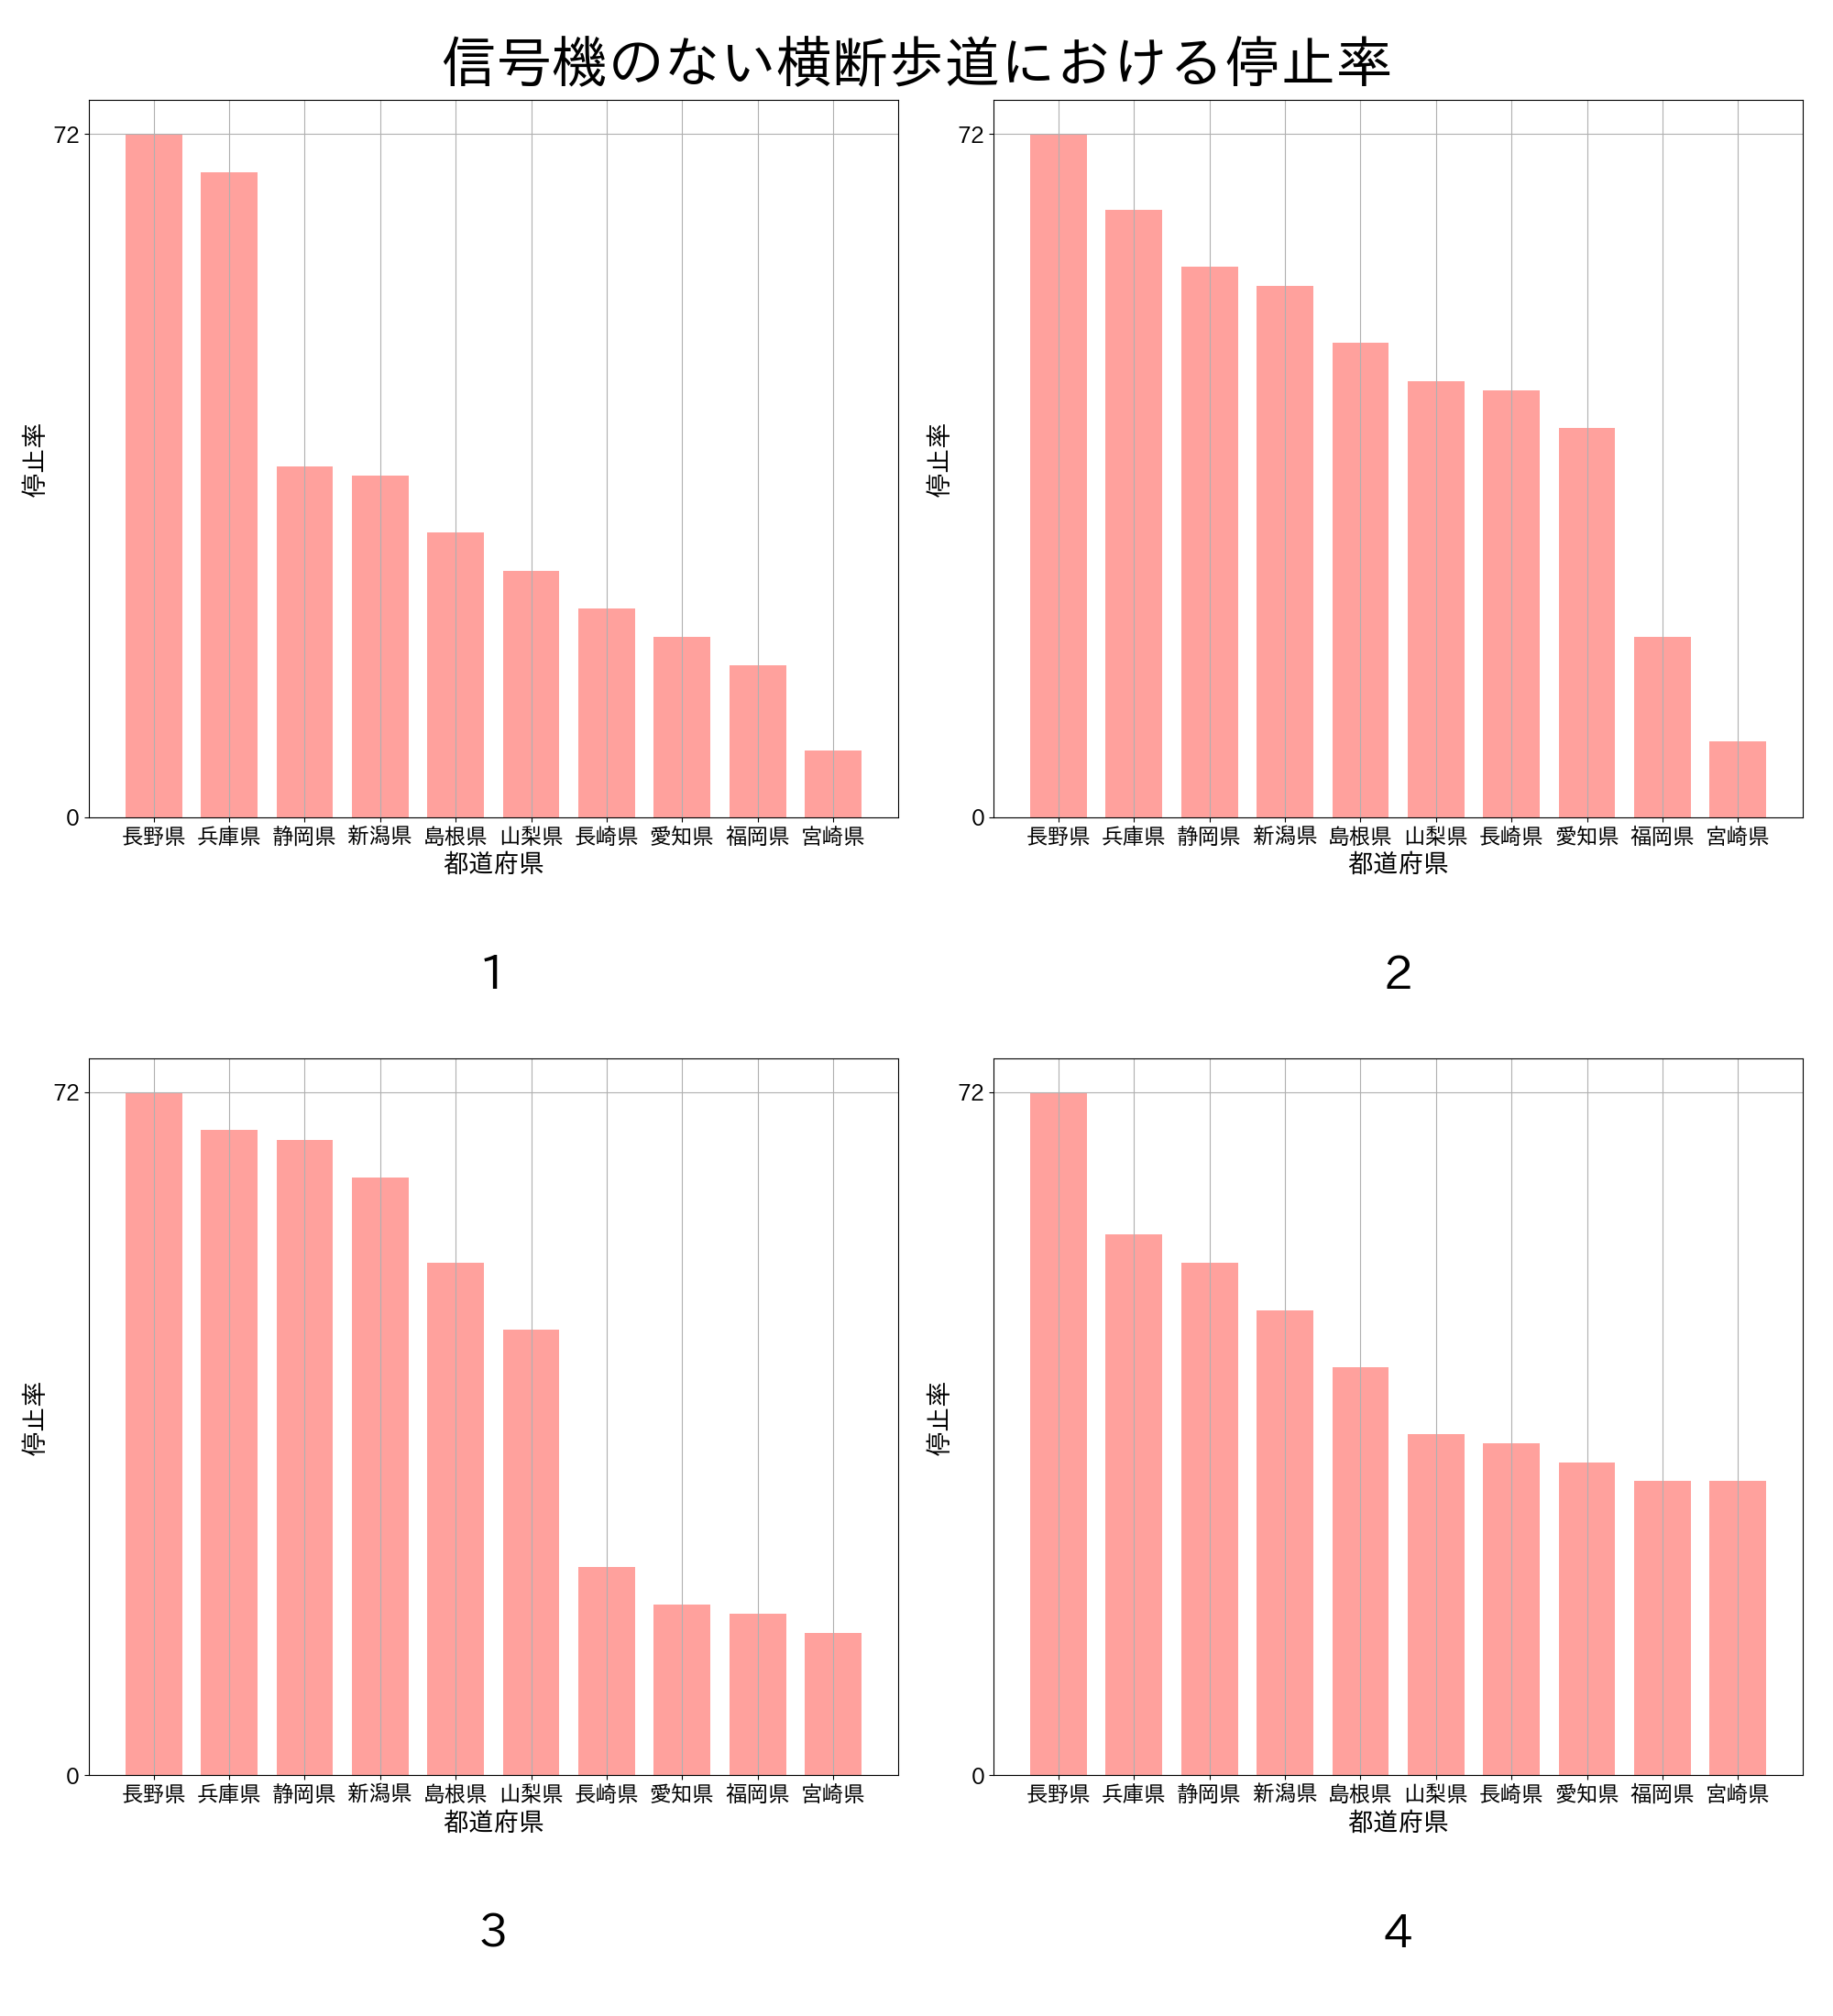 信号機のない横断歩道における停止率
72
停止率
0
長野県 兵庫県 静岡県 新潟県 島根県 山梨県 長崎県 愛知県 福岡県 宮崎県
都道府県
1
72
停止率
0
長野県 兵庫県 静岡県 新潟県 島根県 山梨県 長崎県 愛知県 福岡県 宮崎県
都道府県
2
72
停止率
0
長野県 兵庫県 静岡県 新潟県 島根県 山梨県 長崎県 愛知県 福岡県 宮崎県
都道府県
3
72
停止率
0
長野県 兵庫県 静岡県 新潟県 島根県 山梨県 長崎県 愛知県 福岡県 宮崎県
都道府県
4